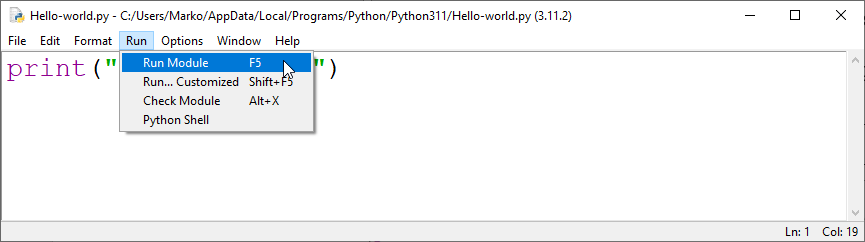 Hello-world.py - C:/Users/Marko/AppData/Local/Programs/Python/Python311/Hello-world.py (3.11.2)
File Edit Format Run Options Window Help
print(" ")
Run Module F5
Run... Customized Shift+F5
Check Module Alt+X
Python Shell
Ln: 1 Col: 19